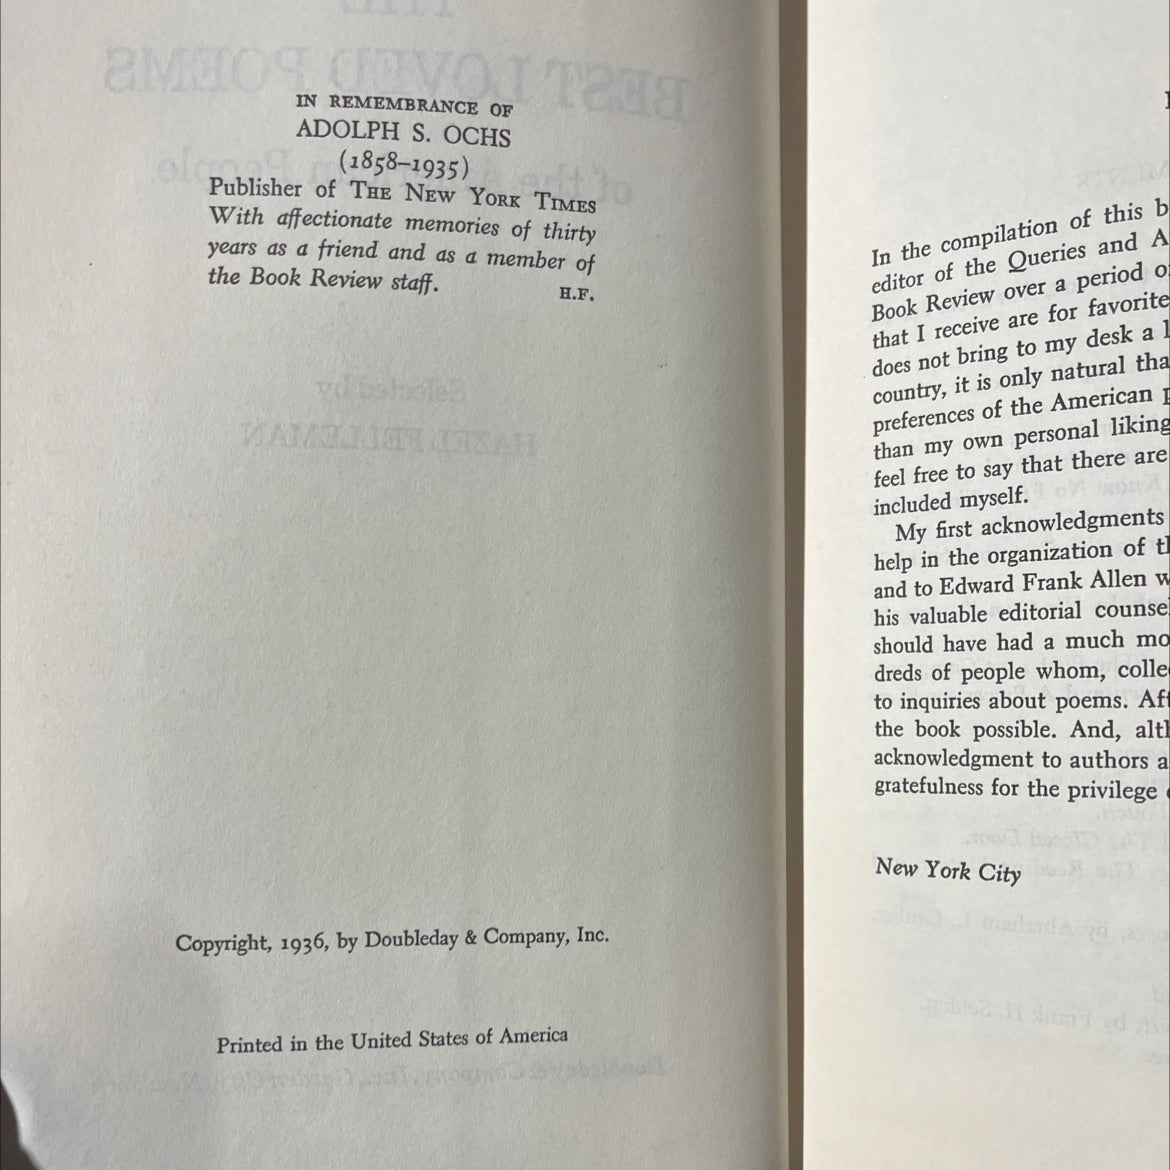 IN REMEMBRANCE OF
ADOLPH S. OCHS
(1858–1935)
Publisher of THE NEW YORK TIMES
With affectionate memories of thirty
years as a friend and as a member of
the Book Review staff.
H.F.
Copyright, 1936, by Doubleday & Company, Inc.
Printed in the United States of America
In the compilation of this b
editor of the Queries and A
Book Review over a period o
that I receive are for favorite
does not bring to my desk a l
country, it is only natural tha
preferences of the American p
than my own personal liking
feel free to say that there are
included myself.
My first acknowledgments
help in the organization of t
and to Edward Frank Allen w
his valuable editorial counse
should have had a much mo
dreds of people whom, colle
to inquiries about poems. Aft
the book possible. And, alt
acknowledgment to authors a
gratefulness for the privilege
New York City